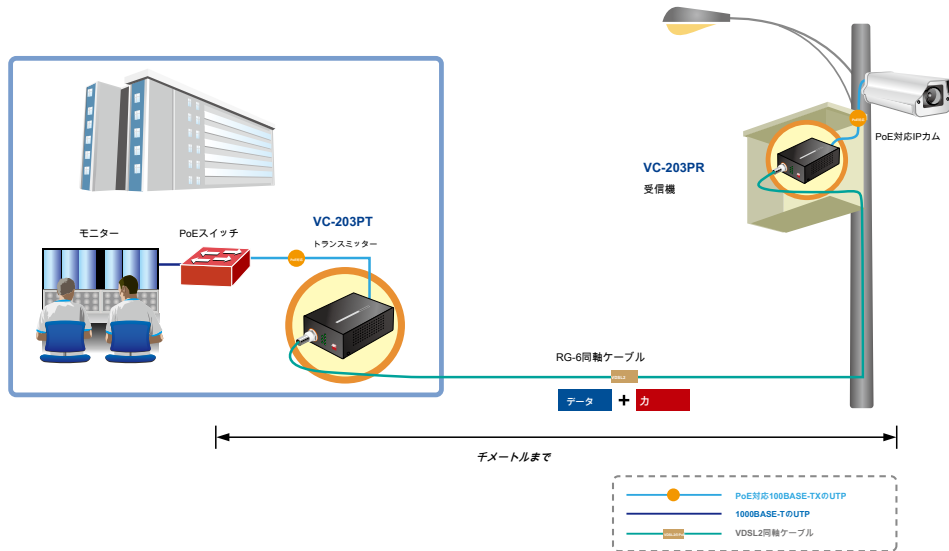 PoE対応IPカム
VC-203PR
受信機
VC-203PT
トランスミッター
モニター
PoEスイッチ
RG-6同軸ケーブル
VDSL2
データ + 力
チメートルまで
PoE対応100BASE-TXのUTP
1000BASE-TのUTP
VDSL2同軸ケーブル